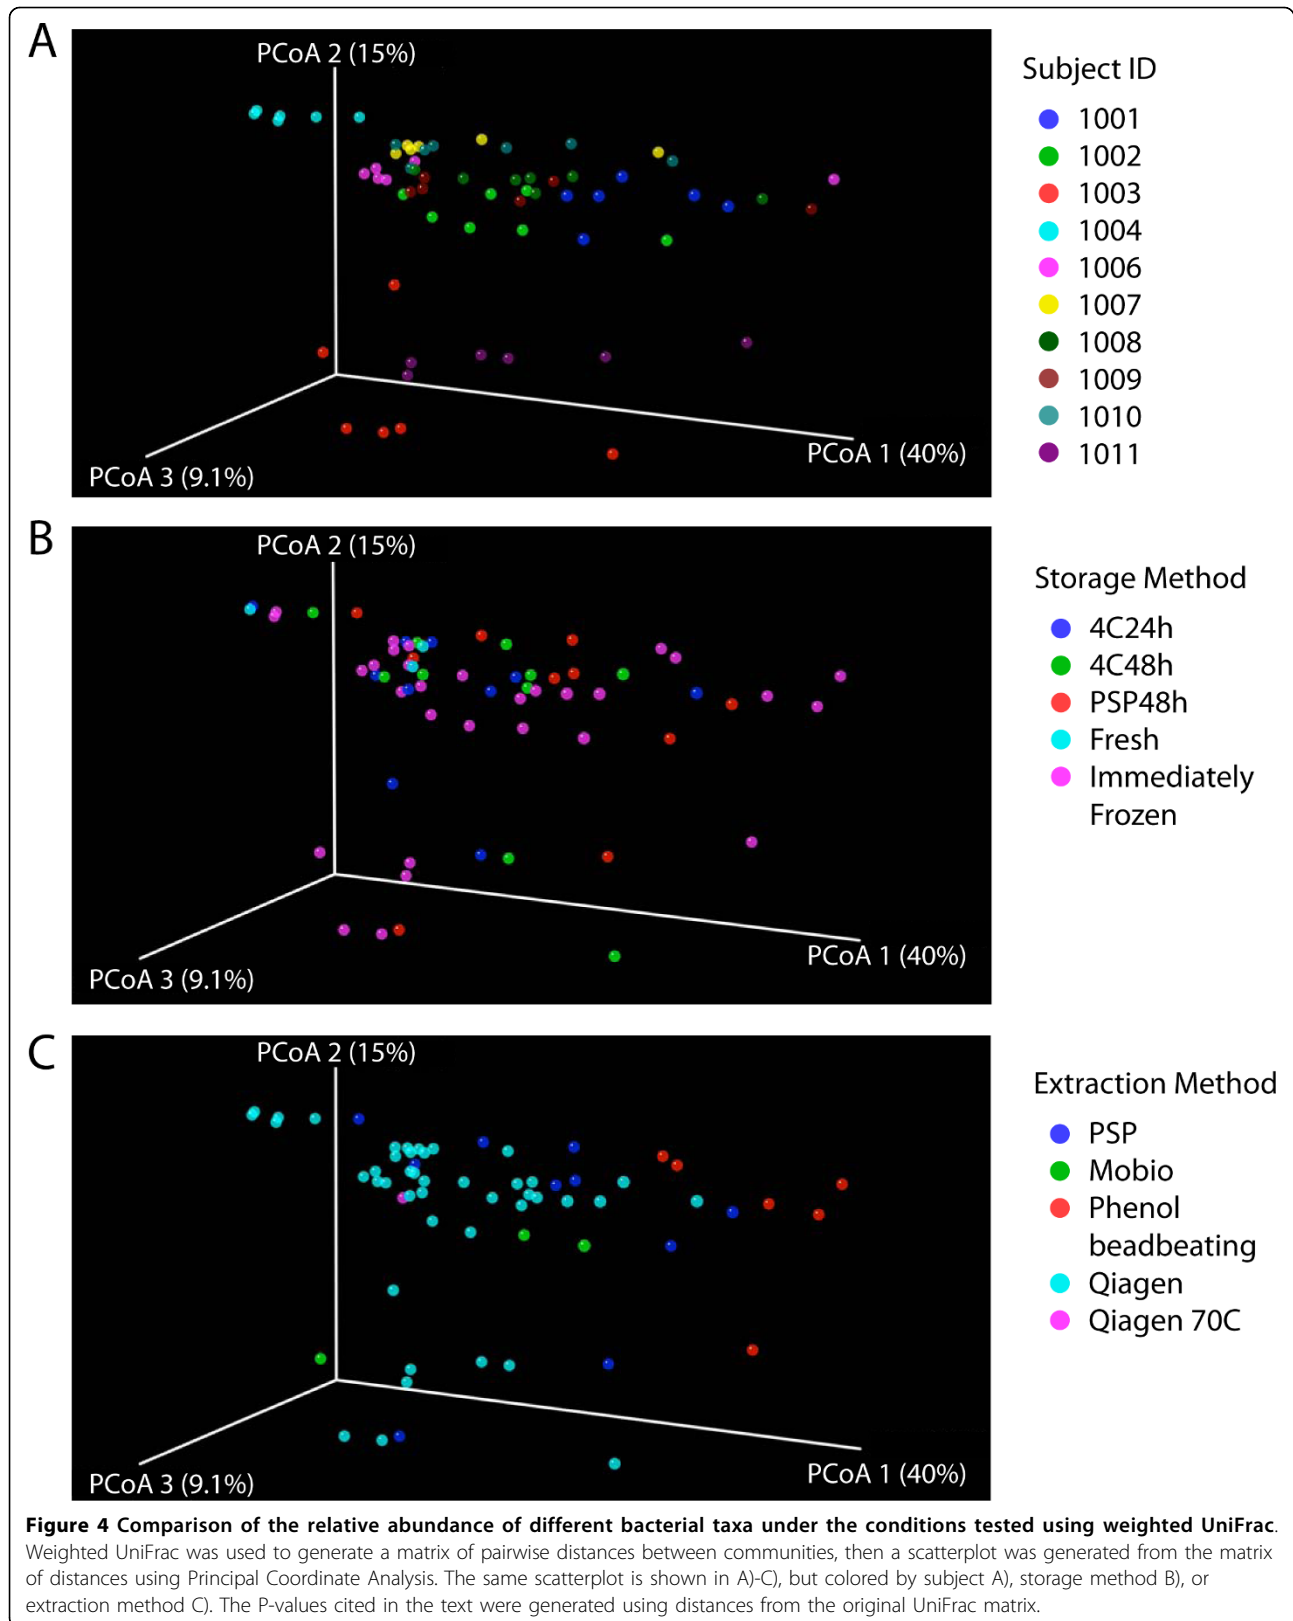 A
PCoA 2 (15%)
PCoA 3 (9.1%)
PCoA 1 (40%)
Subject ID
1001
1002
1003
1004
1006
1007
1008
1009
1010
1011
B
PCoA 2 (15%)
PCoA 3 (9.1%)
PCoA 1 (40%)
Storage Method
4C24h
4C48h
PSP48h
Fresh
Immediately
Frozen
C
PCoA 2 (15%)
PCoA 3 (9.1%)
PCoA 1 (40%)
Extraction Method
PSP
Mobio
Phenol
beadbeating
Qiagen
Qiagen 70C
Figure 4 Comparison of the relative abundance of different bacterial taxa under the conditions tested using weighted UniFrac.
Weighted UniFrac was used to generate a matrix of pairwise distances between communities, then a scatterplot was generated from the matrix
of distances using Principal Coordinate Analysis. The same scatterplot is shown in A)-C), but colored by subject A), storage method B), or
extraction method C). The P-values cited in the text were generated using distances from the original UniFrac matrix.